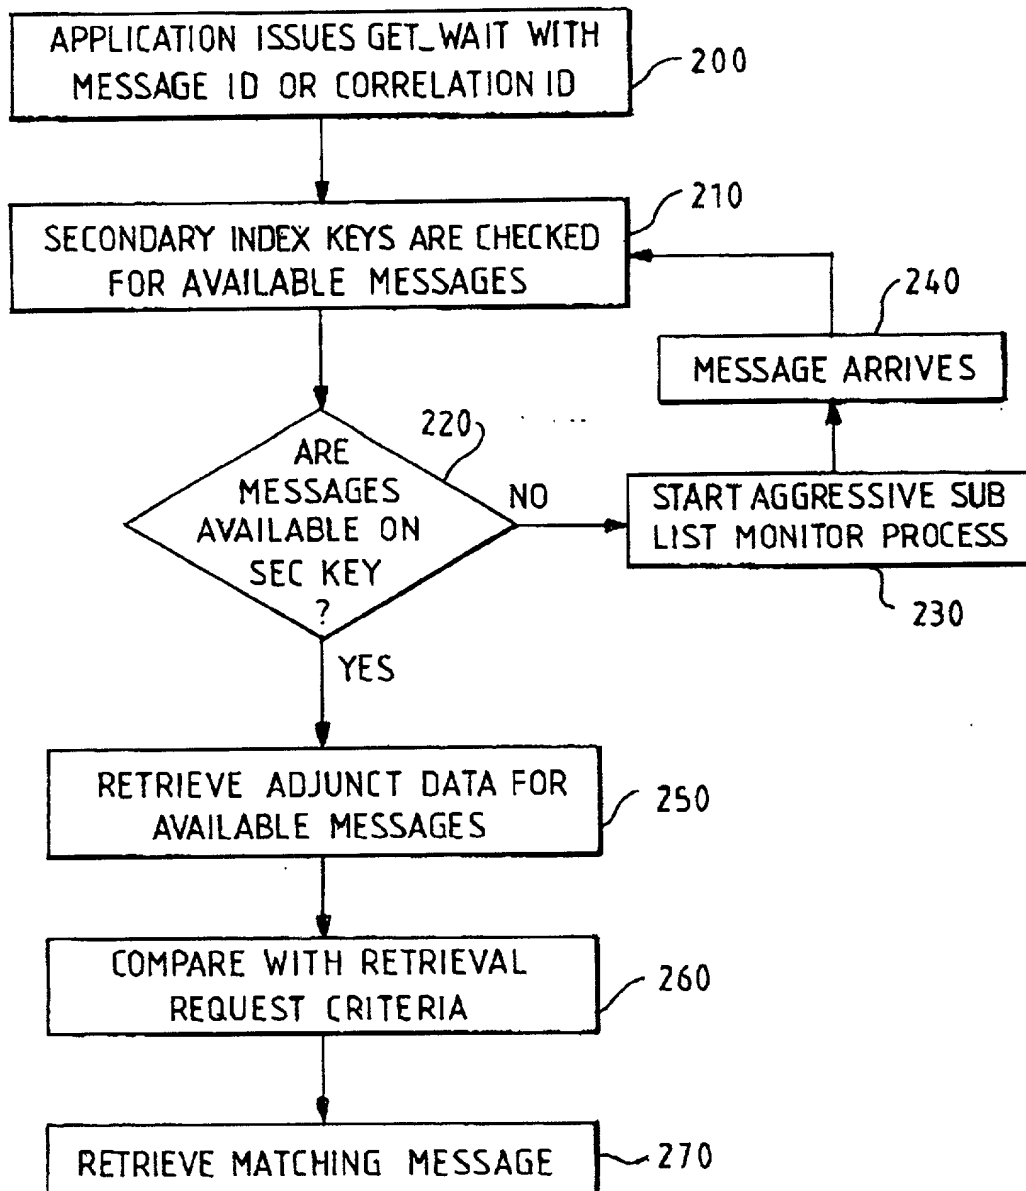 APPLICATION ISSUES GET_WAIT WITH
MESSAGE ID OR CORRELATION ID
200
SECONDARY INDEX KEYS ARE CHECKED
FOR AVAILABLE MESSAGES
210
240
MESSAGE ARRIVES
220
ARE
MESSAGES
AVAILABLE ON
SEC KEY
?
NO
START AGGRESSIVE SUB
LIST MONITOR PROCESS
230
YES
RETRIEVE ADJUNCT DATA FOR
AVAILABLE MESSAGES
250
COMPARE WITH RETRIEVAL
REQUEST CRITERIA
260
RETRIEVE MATCHING MESSAGE
270